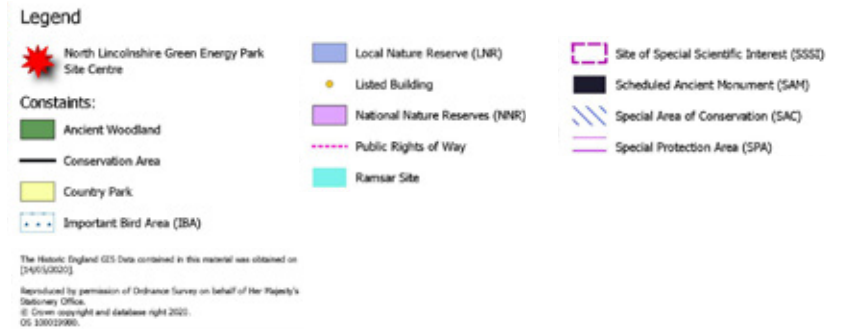 Legend
North Lincolnshire Green Energy Park
Site Centre
Constaints:
Ancient Woodland
Conservation Area
Country Park
Important Bird Area (IBA)
Local Nature Reserve (LNR)
Listed Building
National Nature Reserves (NNR)
Public Rights of Way
Ramsar Site
Site of Special Scientific Interest (SSSI)
Scheduled Ancient Monument (SAM)
Special Area of Conservation (SAC)
Special Protection Area (SPA)
The Historic England GIS Data contained in this material was obtained on
[14/05/2020].
Reproduced by permission of Ordnance Survey on behalf of Her Majesty's
Stationery Office.
© Crown copyright and database right 2020.
OS 100019980.